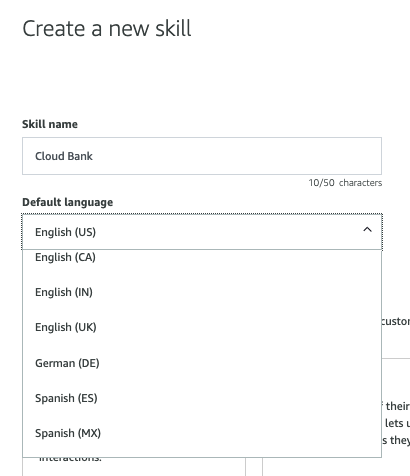 Create a new skill
Skill name
Cloud Bank
10/50 characters
Default language
English (US)
English (CA)
English (IN)
custom
English (UK)
German (DE)
Spanish (ES)
f their
lets u
Spanish (MX)
s they
interactions.